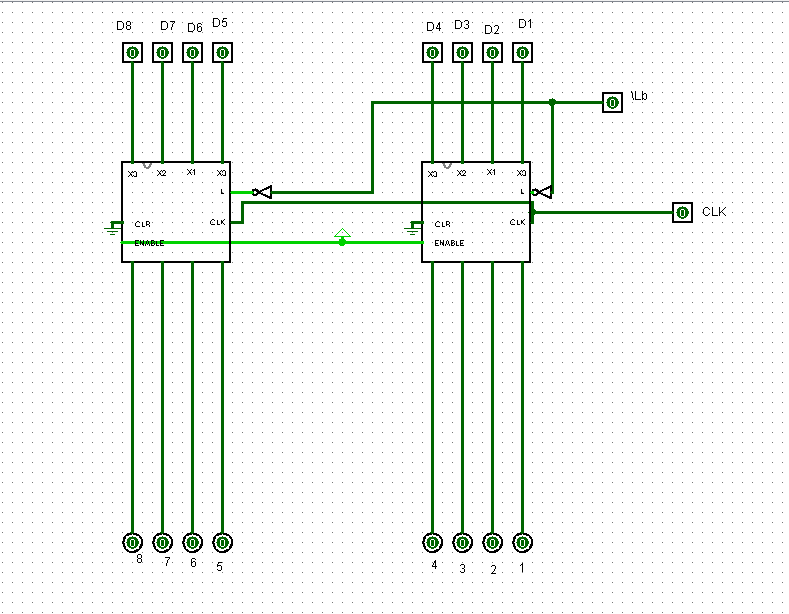 D8 D7 D6 D5 D4 D3 D2 D1
0 0 0 0 0 0 0 0
0 \Lb
X3 X2 X1 X0 X3 X2 X1 X0
L L
CLR CLK CLR CLK 0 CLK
ENABLE ENABLE
0 0 0 0 0 0 0 0
8 7 6 5 4 3 2 1